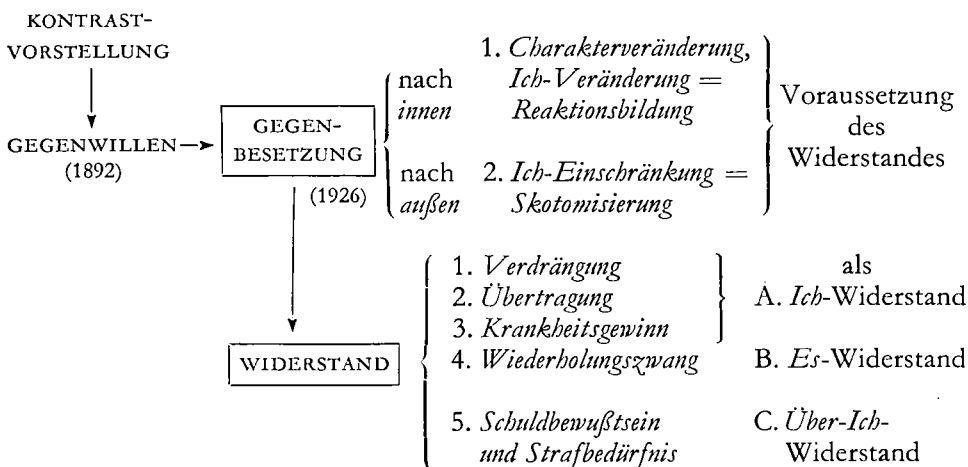 KONTRAST-
VORSTELLUNG
GEGENWILLEN
(1892)
GEGEN-
BESETZUNG
(1926)
nach
innen
1. Charakterveränderung,
Ich-Veränderung =
Reaktionsbildung
nach
außen
2. Ich-Einschränkung =
Skotomisierung
Voraussetzung
des
Widerstandes
WIDERSTAND
1. Verdrängung
2. Übertragung
3. Krankheitsgewinn
4. Wiederholungszwang
5. Schuldbewußtsein
und Strafbedürfnis
als
A. Ich-Widerstand
B. Es-Widerstand
C. Über-Ich-
Widerstand